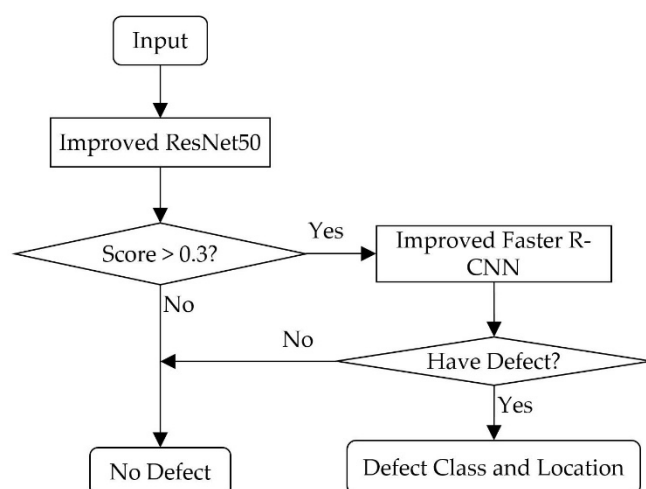 Input
Improved ResNet50
Score > 0.3?
Yes
Improved Faster R-
CNN
No
No
Have Defect?
Yes
No Defect
Defect Class and Location